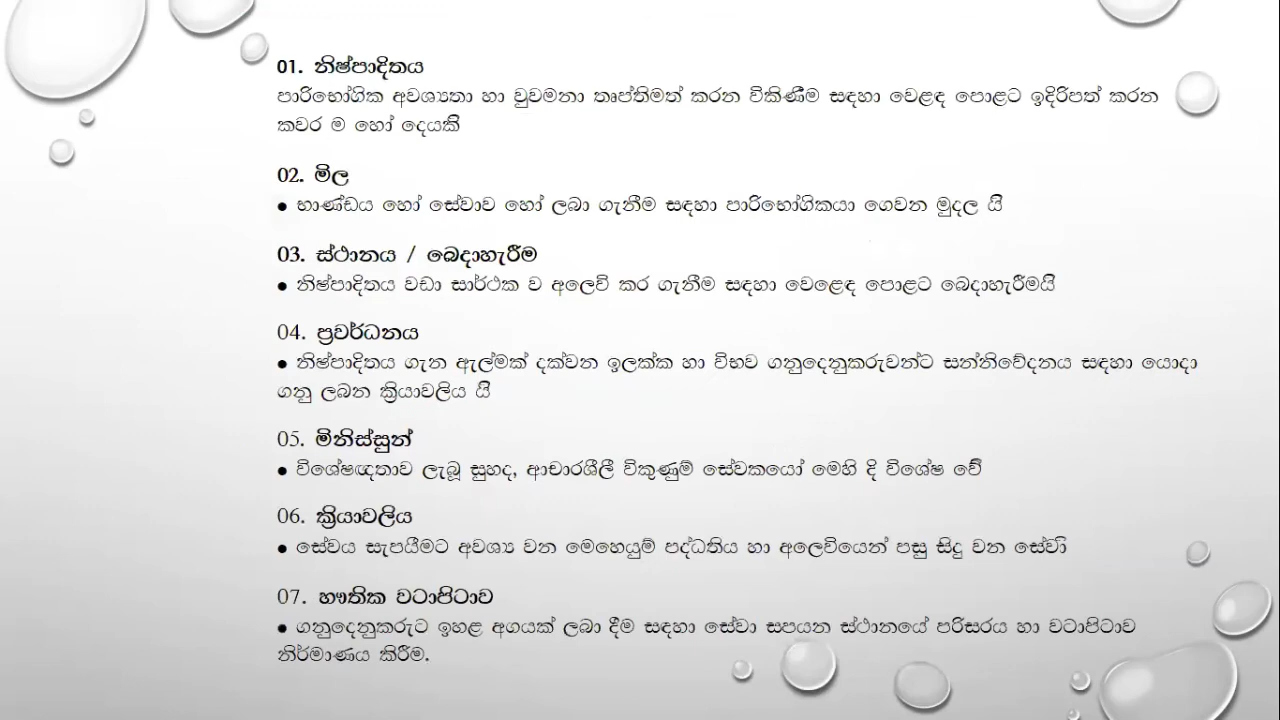 01. නිෂ්පාදිතය
පාරිභෝගික අවශ්‍යතා හා වුවමනා තෘප්තිමත් කරන විකිණීම සඳහා වෙළඳ පොළට ඉදිරිපත් කරන
කවර ම හෝ දෙයකි
02. මිල
● භාණ්ඩය හෝ සේවාව හෝ ලබා ගැනීම සඳහා පාරිභෝගිකයා ගෙවන මුදල යි
03. ස්ථානය / බෙදාහැරීම
● නිෂ්පාදිතය වඩා සාර්ථක ව අලෙවි කර ගැනීම සඳහා වෙළෙඳ පොළට බෙදාහැරීමයි
04. ප්‍රවර්ධනය
● නිෂ්පාදිතය ගැන ඇල්මක් දක්වන ඉලක්ක හා විභව ගනුදෙනුකරුවන්ට සන්නිවේදනය සඳහා යොදා
ගනු ලබන ක්‍රියාවලිය යි
05. මිනිස්සුන්
● විශේෂඥතාව ලැබූ සුහද, ආචාරශීලී විකුණුම් සේවකයෝ මෙහි දි විශේෂ වේ
06. ක්‍රියාවලිය
● සේවය සැපයීමට අවශ්‍ය වන මෙහෙයුම් පද්ධතිය හා අලෙවියෙන් පසු සිදු වන සේවා
07. භෞතික වටාපිටාව
● ගනුදෙනුකරුට ඉහළ අගයක් ලබා දීම සඳහා සේවා සපයන ස්ථානයේ පරිසරය හා වටාපිටාව
නිර්මාණය කිරීම.